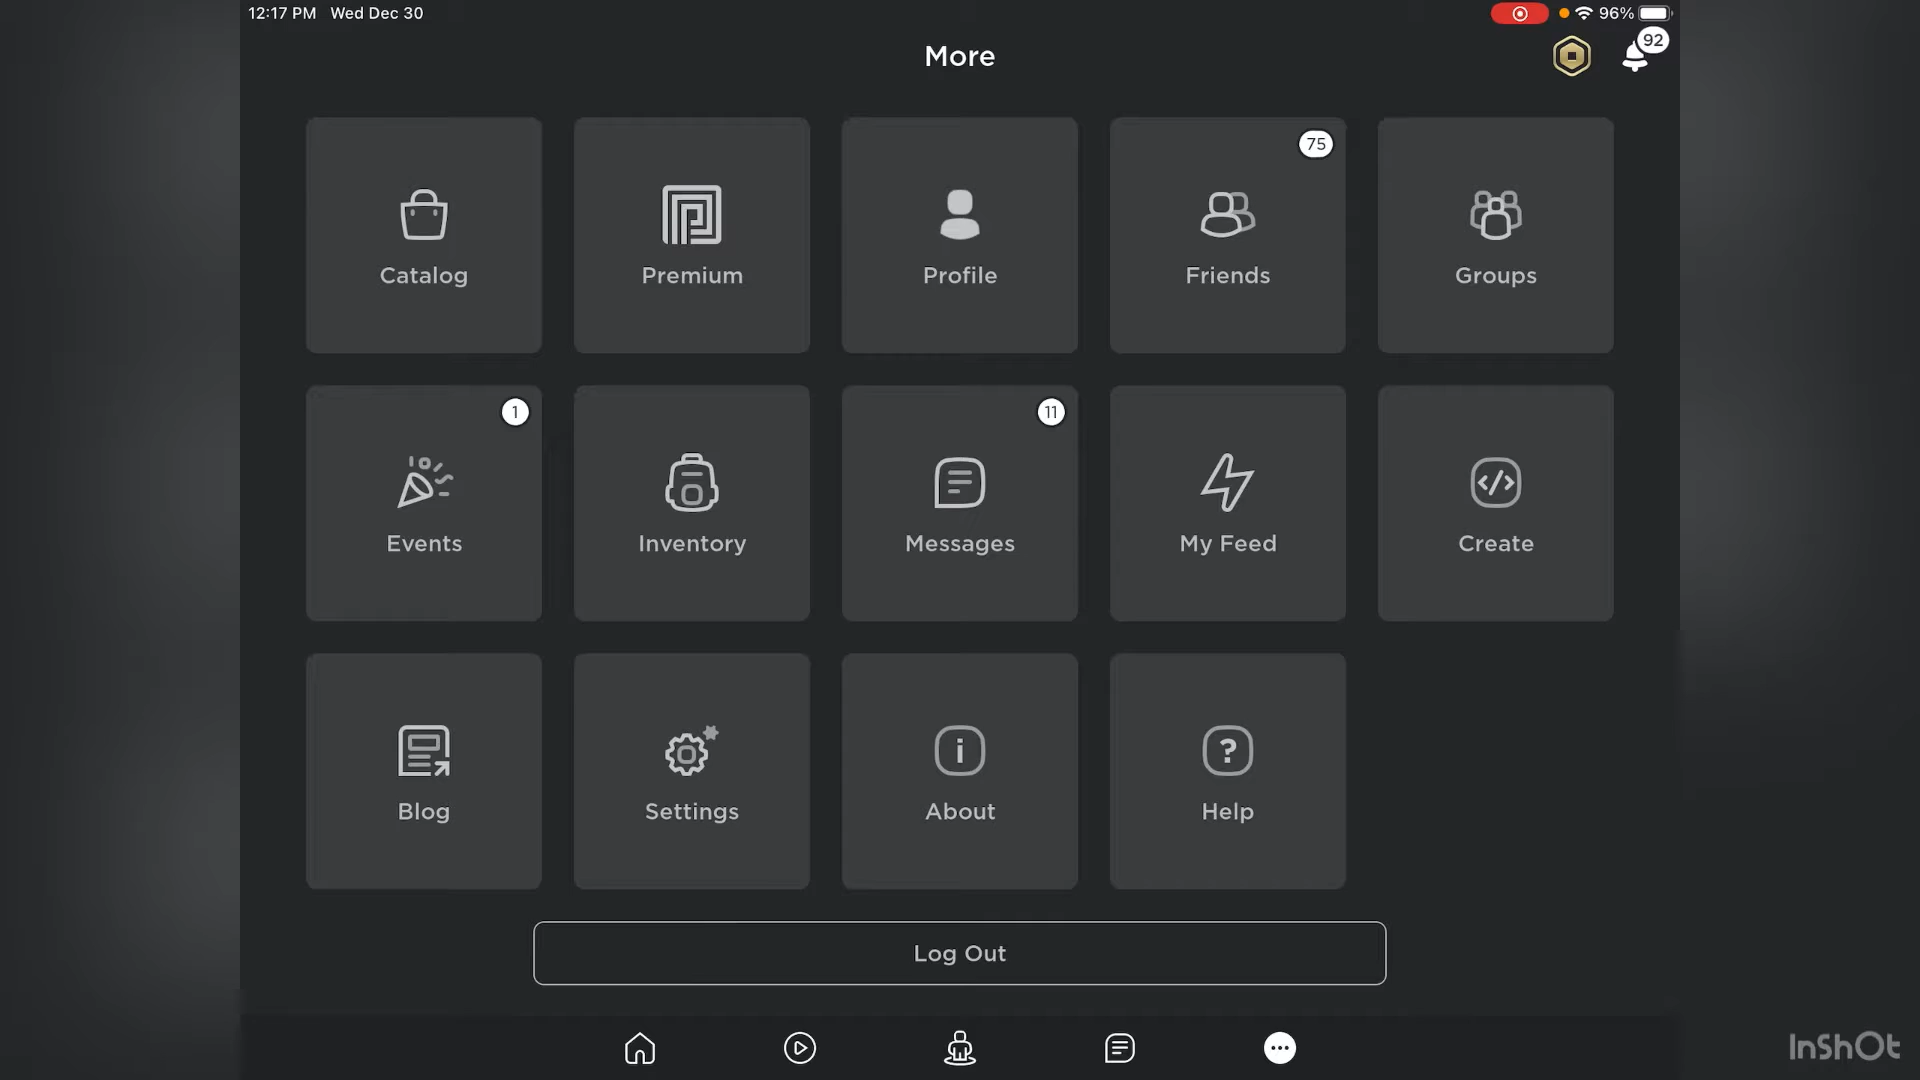 12:17 PM Wed Dec 30
96%
More
92
75
Catalog
Premium
Profile
Friends
Groups
1
11
Events
Inventory
Messages
My Feed
Create
Blog
Settings
About
Help
Log Out
InShOt